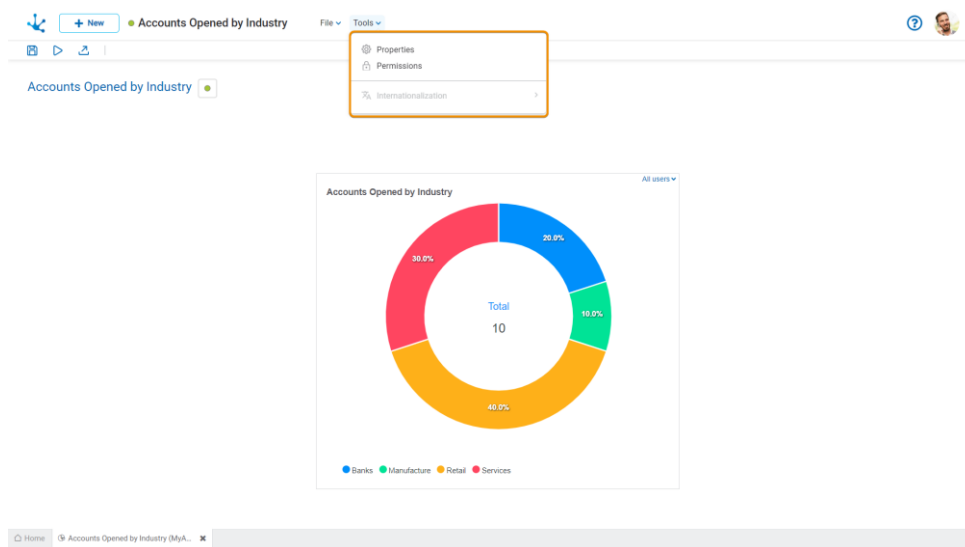 + New
Accounts Opened by Industry
File
Tools
?
Properties
Permissions
Internationalization
Accounts Opened by Industry
All users
Accounts Opened by Industry
20.0%
30.0%
Total
10.0%
10
40.0%
Banks Manufacture Retail Services
Home
Accounts Opened by Industry (MyA...